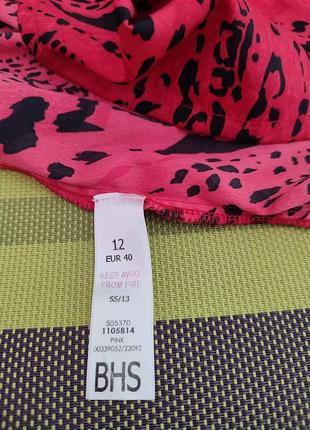 12
EUR 40
KEEP AWAY
FROM FIRE
SS/13
505370
1105814
PINK
00339052/22092
BHS